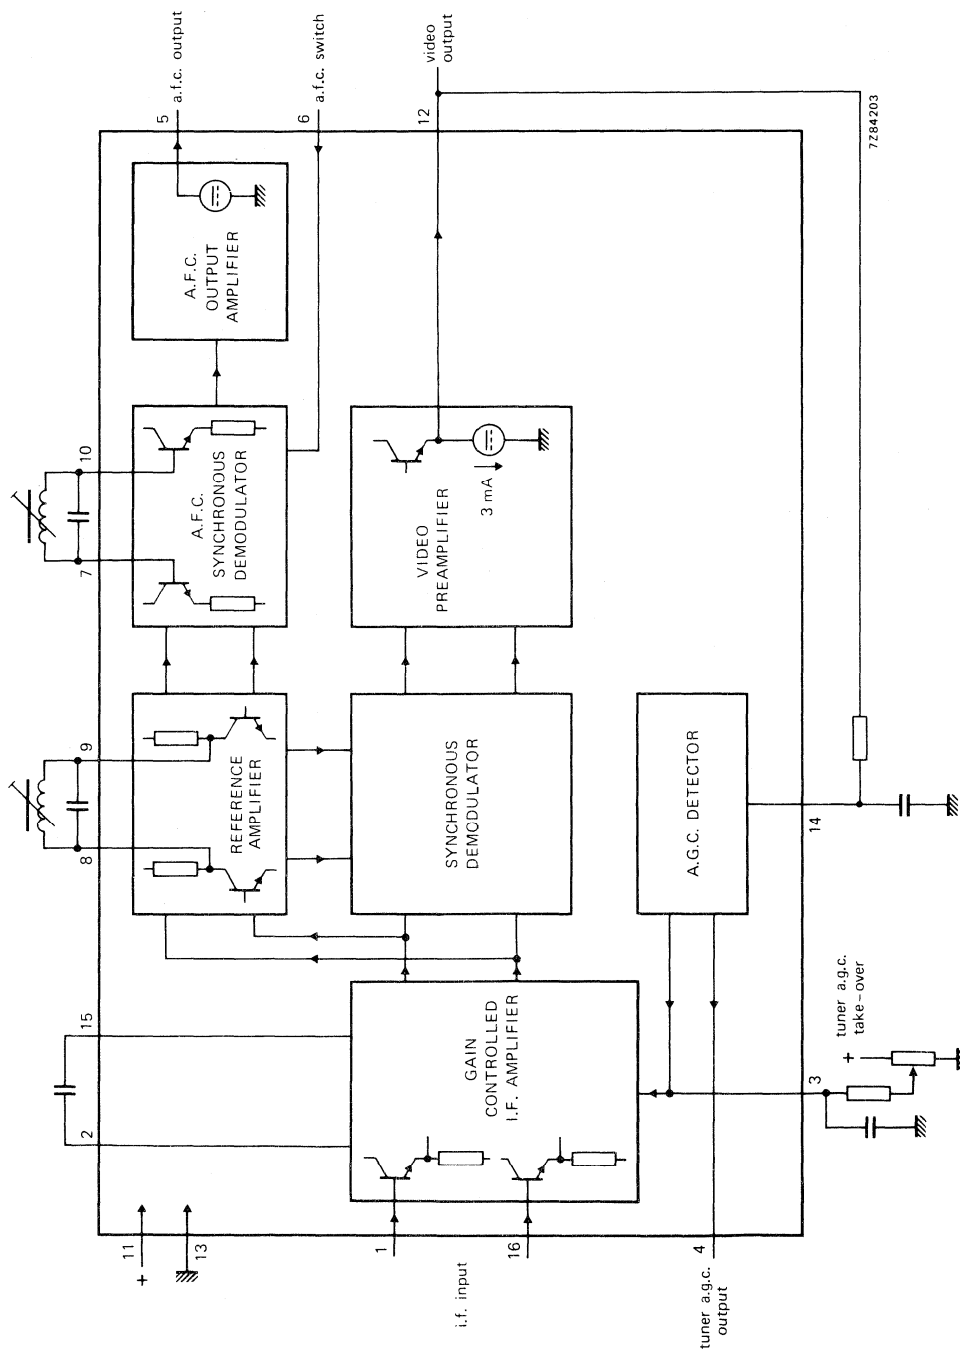 2
15
8
9
7
10
11
+
13
5
a.f.c. output
6
a.f.c. switch
12
video
output
REFERENCE
AMPLIFIER
A.F.C.
SYNCHRONOUS
DEMODULATOR
A.F.C.
OUTPUT
AMPLIFIER
1
16
i.f. input
GAIN
CONTROLLED
I.F. AMPLIFIER
SYNCHRONOUS
DEMODULATOR
VIDEO
PREAMPLIFIER
3 mA
A.G.C. DETECTOR
4
tuner a.g.c.
output
3
14
+
tuner a.g.c.
take-over
7Z84203